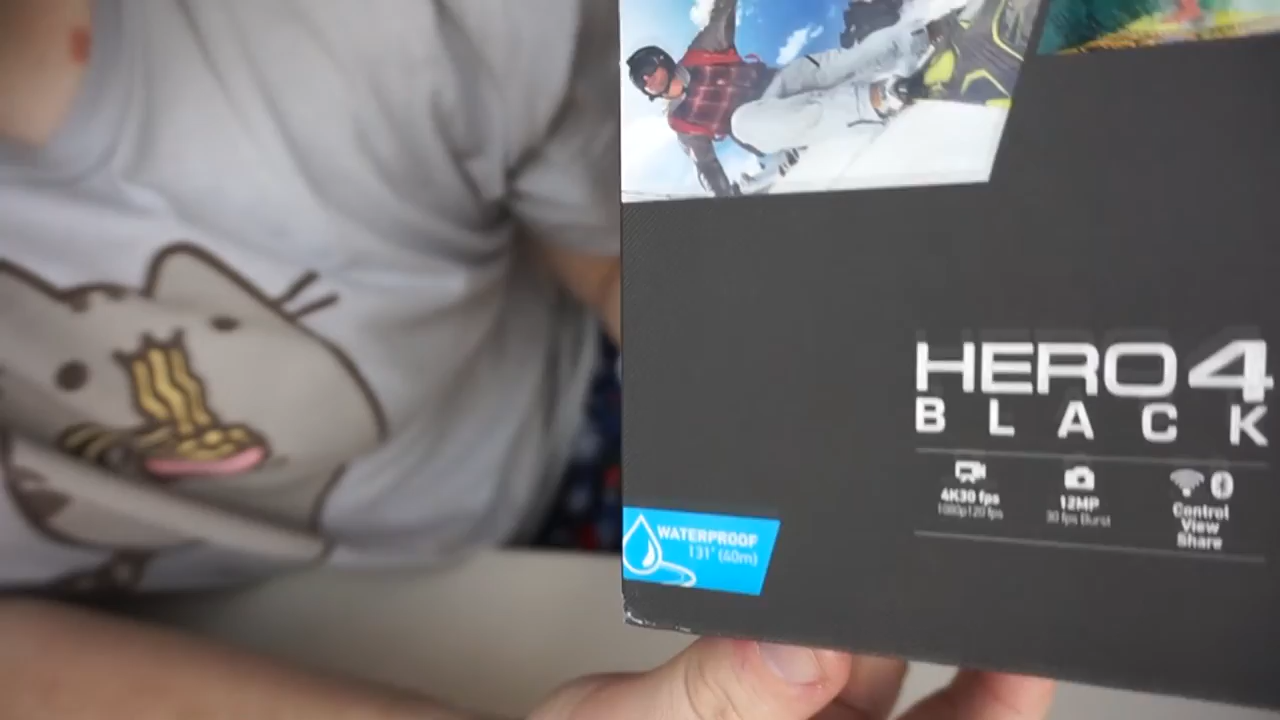 HERO4
BLACK
4K30 fps
1080p120 fps
12MP
30 fps Burst
Control
View
Share
WATERPROOF
131' (40m)